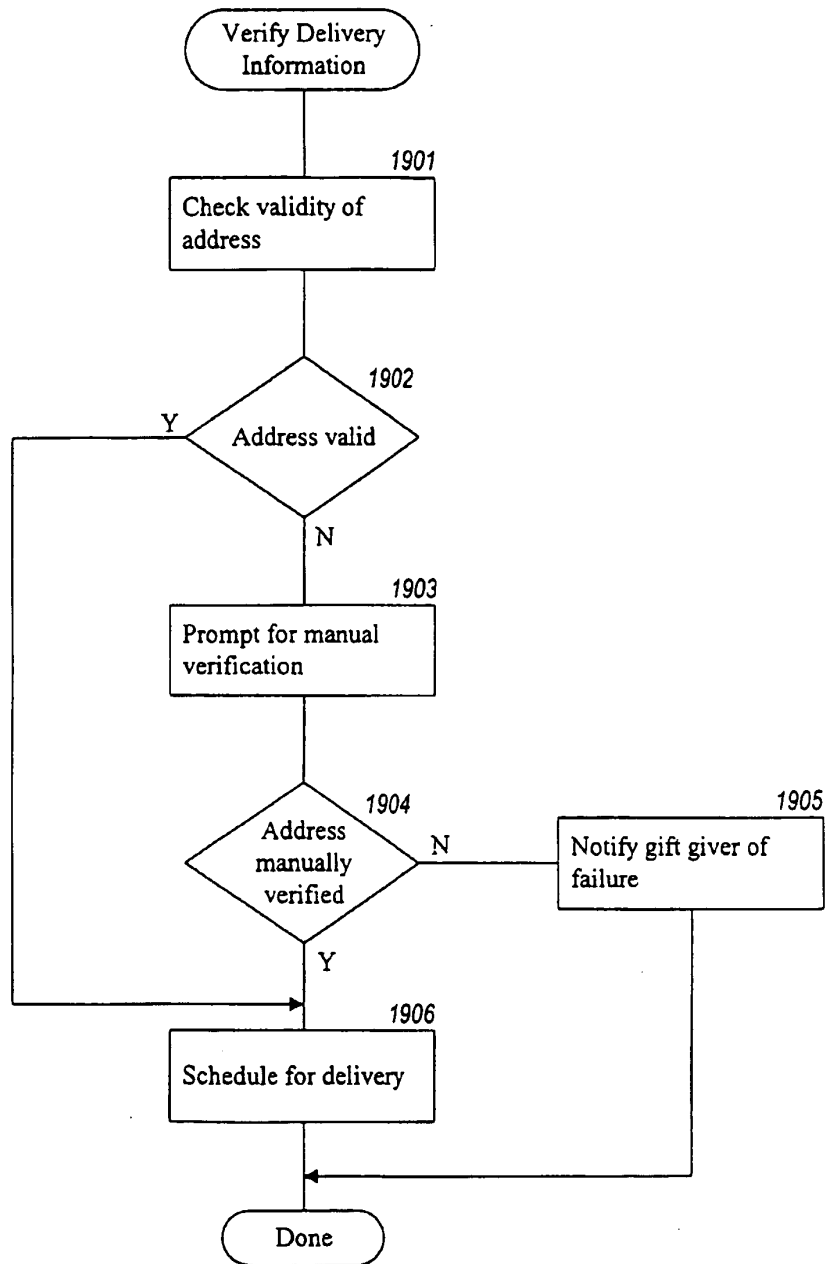 Verify Delivery
Information
1901
Check validity of
address
1902
Y
Address valid
N
1903
Prompt for manual
verification
1904
Address
manually
verified
N
1905
Notify gift giver of
failure
Y
1906
Schedule for delivery
Done